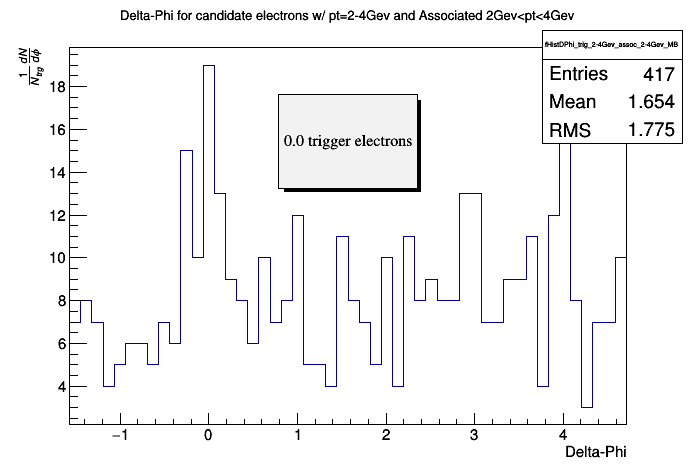 Delta-Phi for candidate electrons w/ pt=2-4Gev and Associated 2Gev<pt<4Gev
1 dN
N_trg dϕ
fHistDPhi_trig_2-4Gev_assoc_2-4Gev_MB
Entries 417
Mean 1.654
RMS 1.775
0.0 trigger electrons
18
16
14
12
10
8
6
4
−1 0 1 2 3 4
Delta-Phi